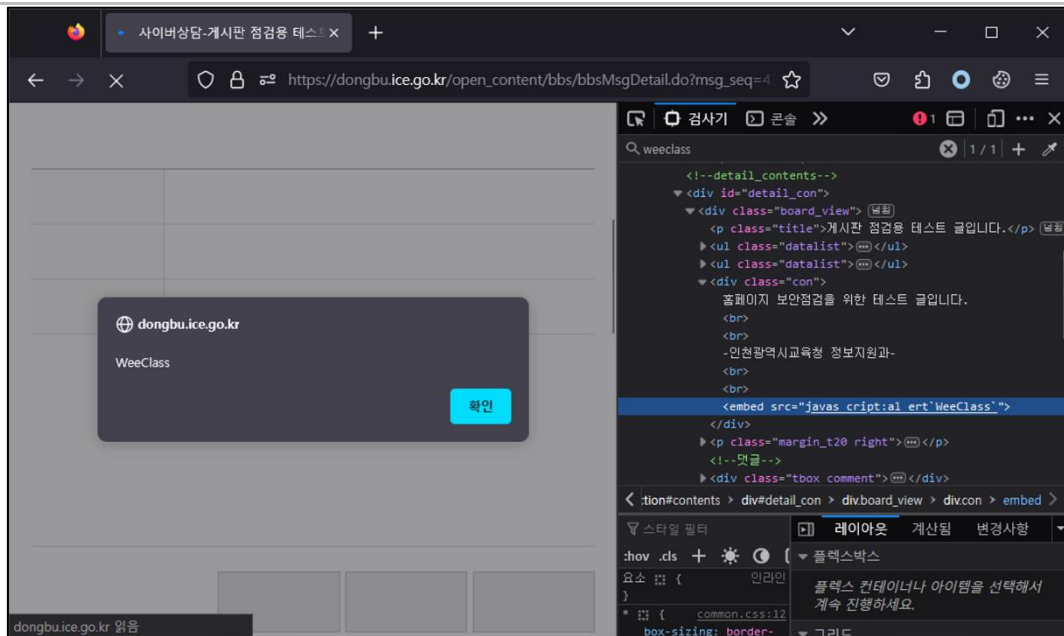 사이버상담-게시판 점검용 테스트
https://dongbu.ice.go.kr/open_content/bbs/bbsMsgDetail.do?msg_seq=4
검사기 콘솔 1
weeclass 1 / 1
<!--detail_contents-->
<div id="detail_con">
<div class="board_view"> 넘침
<p class="title">게시판 점검용 테스트 글입니다.</p> 넘침
<ul class="datalist"></ul>
<ul class="datalist"></ul>
<div class="con">
홈페이지 보안점검을 위한 테스트 글입니다.
<br>
<br>
-인천광역시교육청 정보지원과-
<br>
<br>
<embed src="javas cript:al ert`WeeClass`">
</div>
<p class="margin_t20 right"></p>
<!--댓글-->
<div class="tbox comment"></div>
dongbu.ice.go.kr
WeeClass
확인
:tion#contents > div#detail_con > div.board_view > div.con > embed
스타일 필터
:hov .cls
요소 { 인라인
}
* { common.css:12
box-sizing: border-
레이아웃 계산됨 변경사항
플렉스박스
플렉스 컨테이너나 아이템을 선택해서
계속 진행하세요.
그리드
dongbu.ice.go.kr 읽음